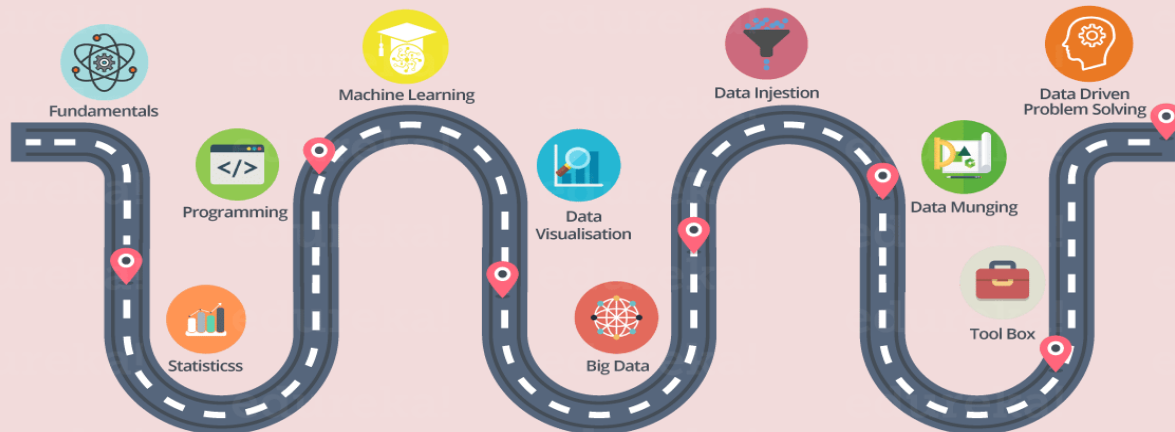 Fundamentals
Statisticss
Programming
</>
Machine Learning
Data
Visualisation
Big Data
Data Injestion
Data Munging
Tool Box
Data Driven
Problem Solving